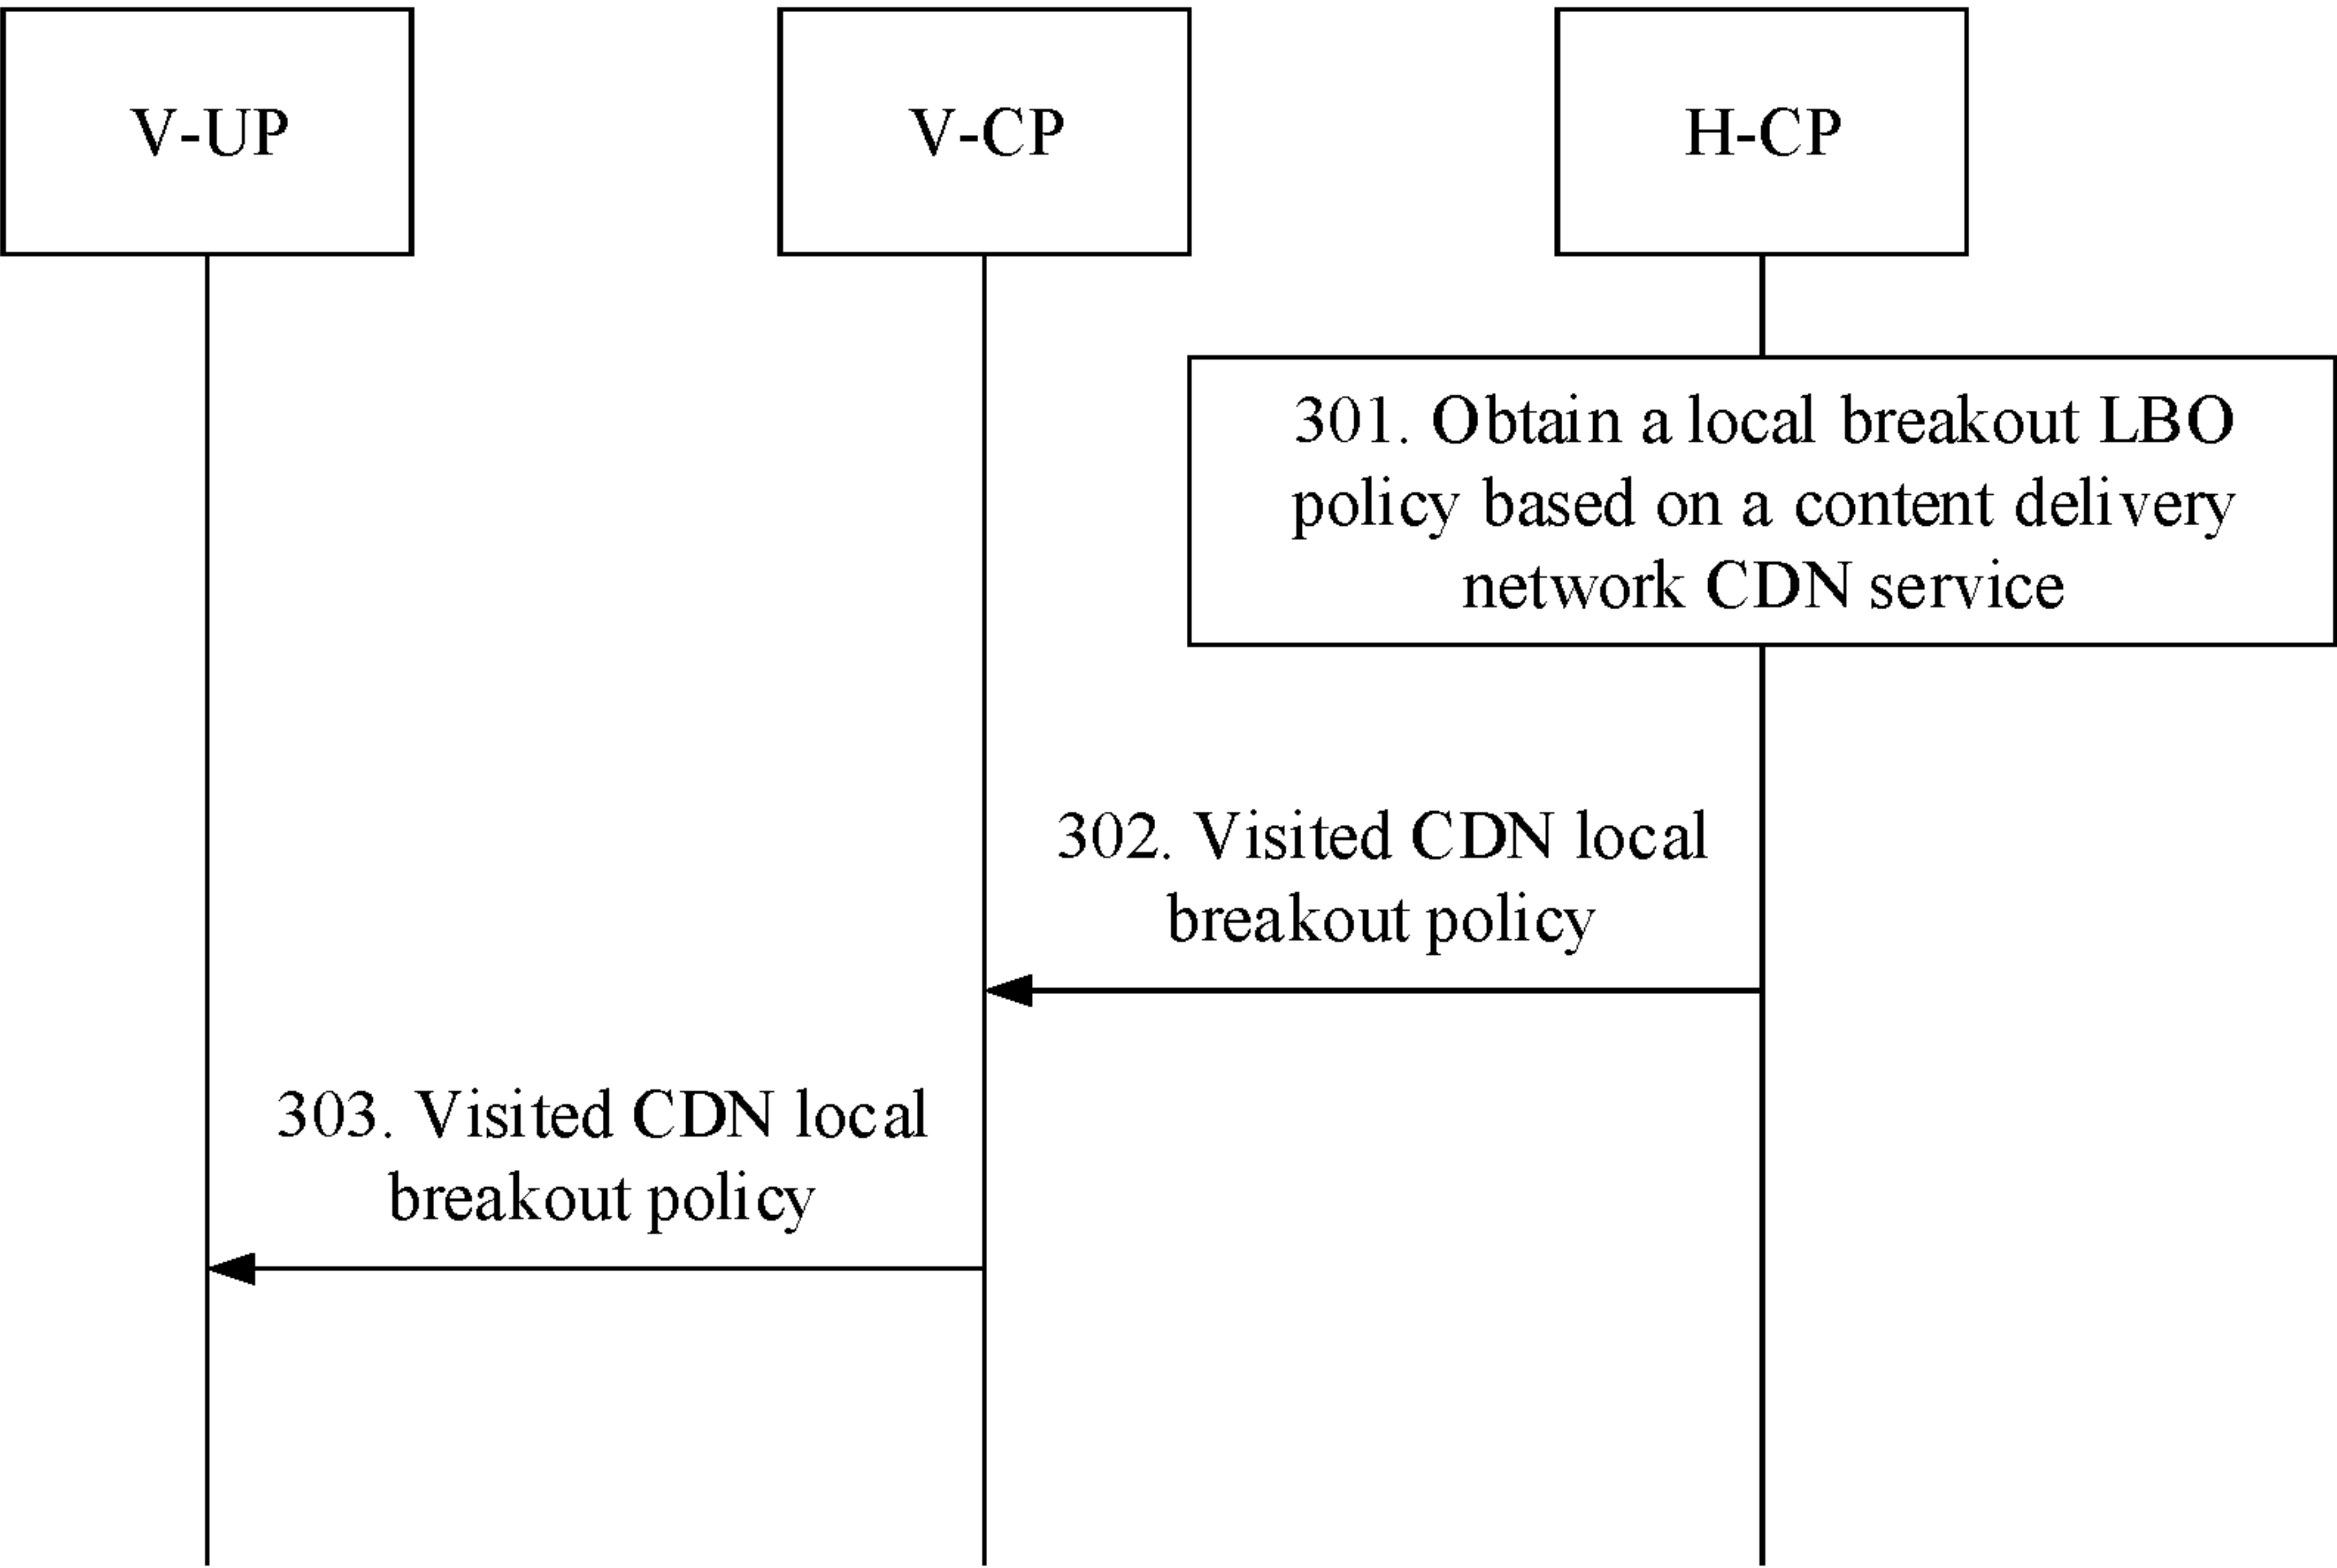 V-UP
V-CP
H-CP
301. Obtain a local breakout LBO
policy based on a content delivery
network CDN service
302. Visited CDN local
breakout policy
303. Visited CDN local
breakout policy